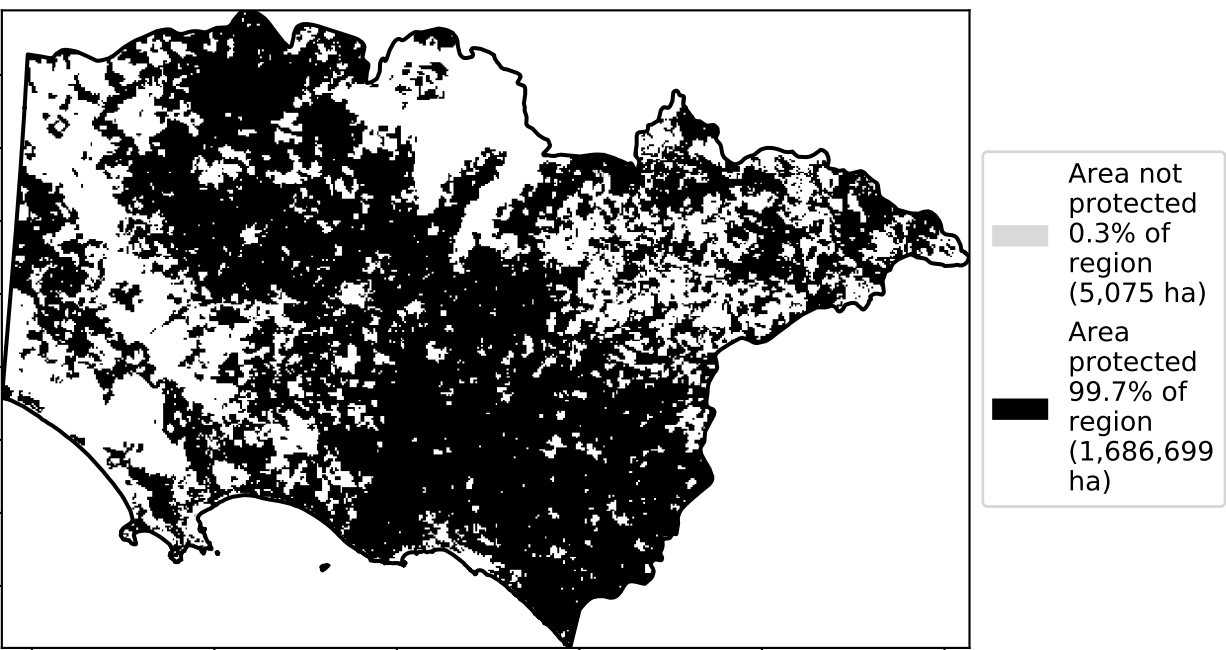 Area not
protected
0.3% of
region
(5,075 ha)
Area
protected
99.7% of
region
(1,686,699
ha)